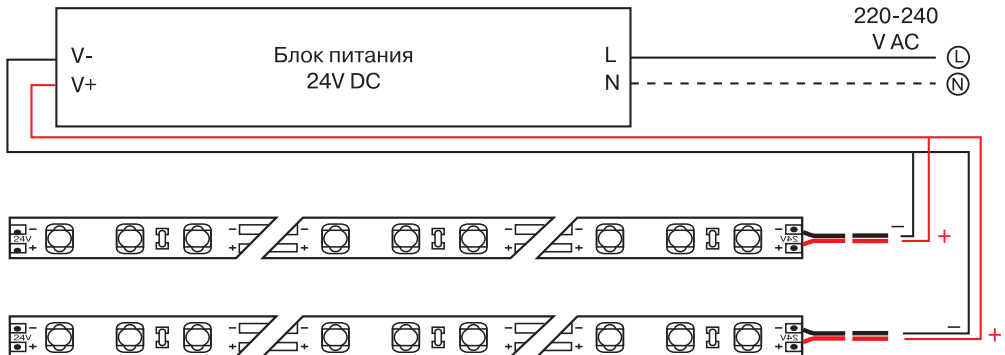 220-240
V AC
V-
Блок питания
L
L
V+
24V DC
N
N
- - - - - -
24V
24V
+ + + + + +
- - - - - -
24V
24V
+ + + + + +